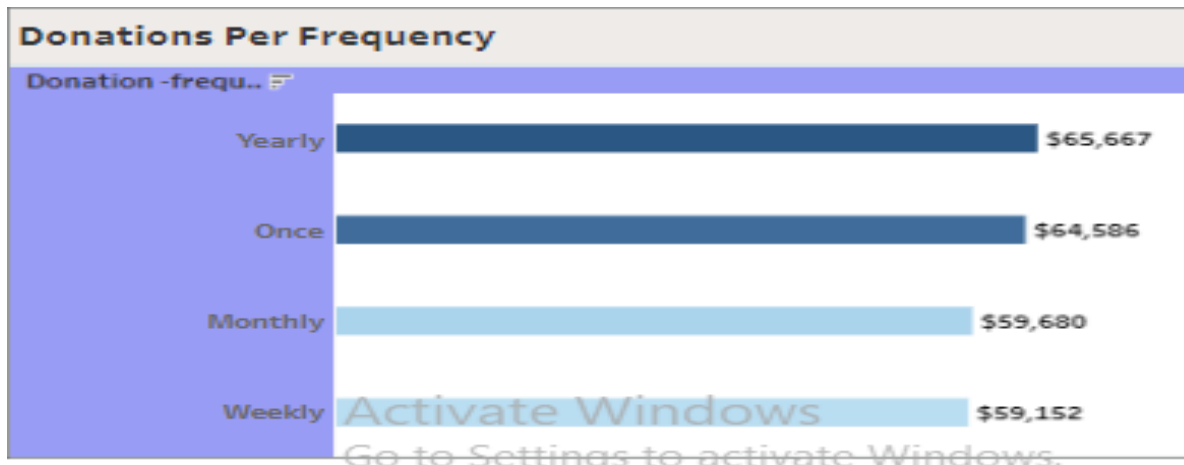 Donations Per Frequency
Donation -frequ..
Yearly $65,667
Once $64,586
Monthly $59,680
Weekly $59,152
Activate Windows
Go to Settings to activate Windows.